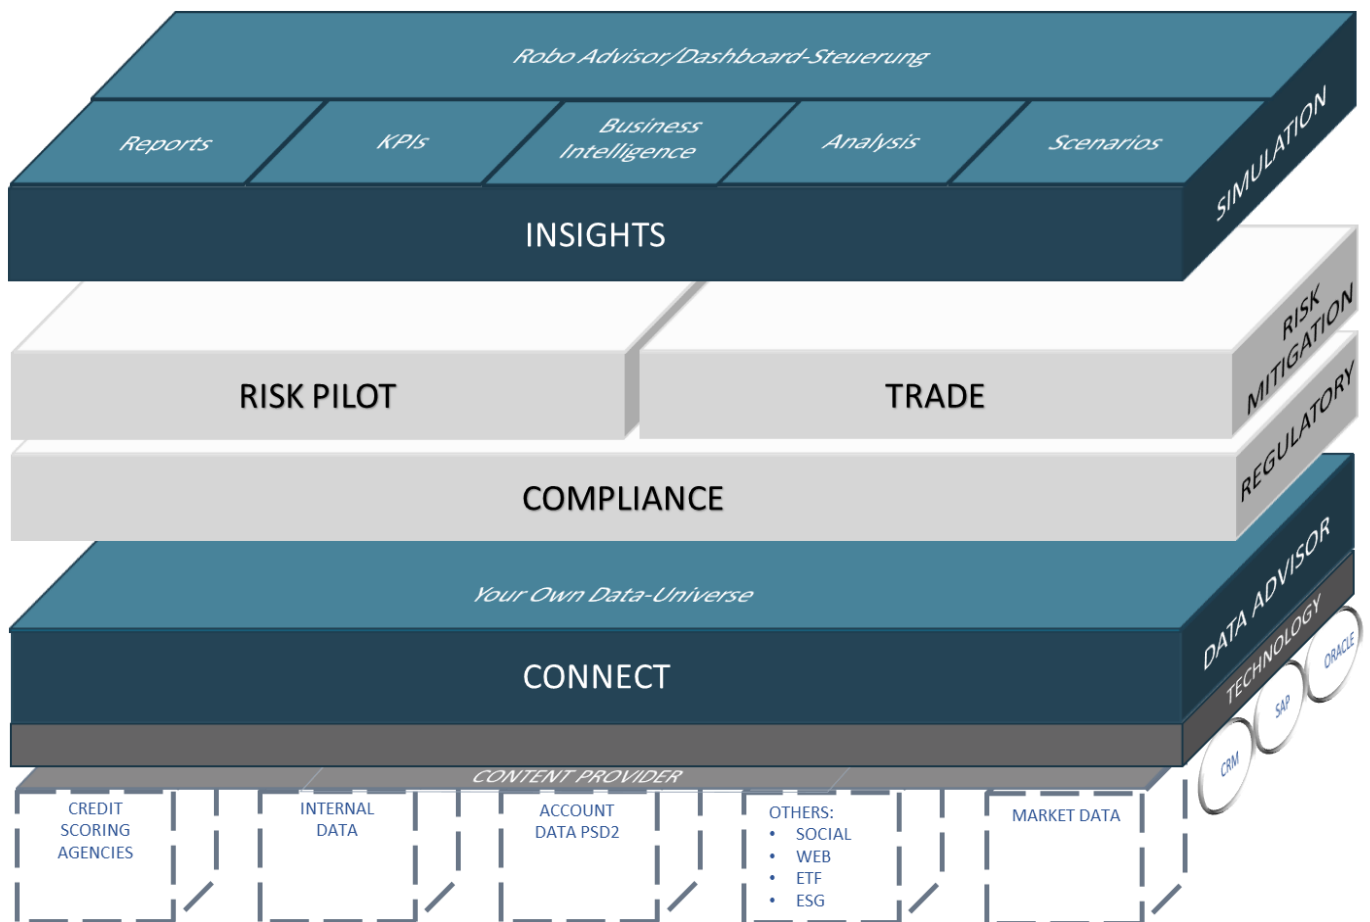 Robo Advisor/Dashboard-Steuerung
Reports
KPIs
Business
Intelligence
Analysis
Scenarios
SIMULATION
INSIGHTS
RISK
MITIGATION
RISK PILOT
TRADE
REGULATORY
COMPLIANCE
DATA ADVISOR
Your Own Data-Universe
CONNECT
TECHNOLOGY
ORACLE
SAP
CRM
CONTENT PROVIDER
CREDIT
SCORING
AGENCIES
INTERNAL
DATA
ACCOUNT
DATA PSD2
OTHERS:
• SOCIAL
• WEB
• ETF
• ESG
MARKET DATA